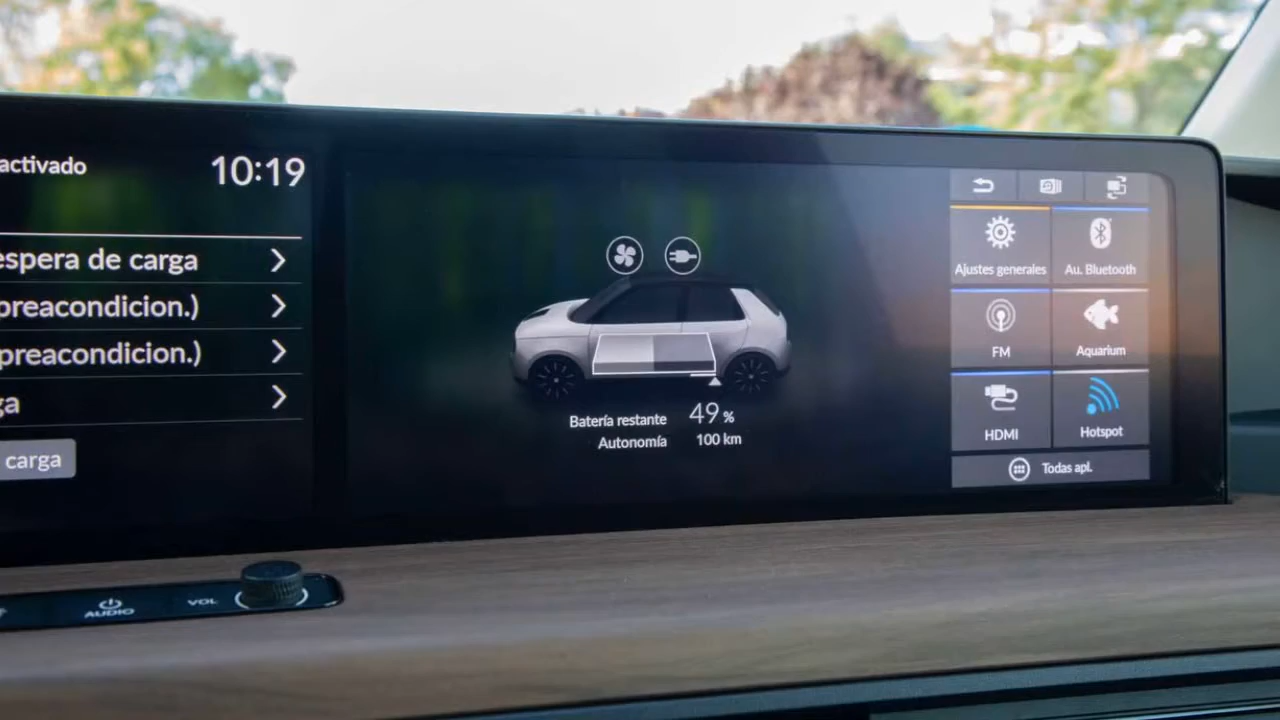 activado
10:19
espera de carga
preacondicion.)
preacondicion.)
ga
carga
Batería restante 49 %
Autonomía 100 km
Ajustes generales
Au. Bluetooth
FM
Aquarium
HDMI
Hotspot
Todas apl.
AUDIO
VOL